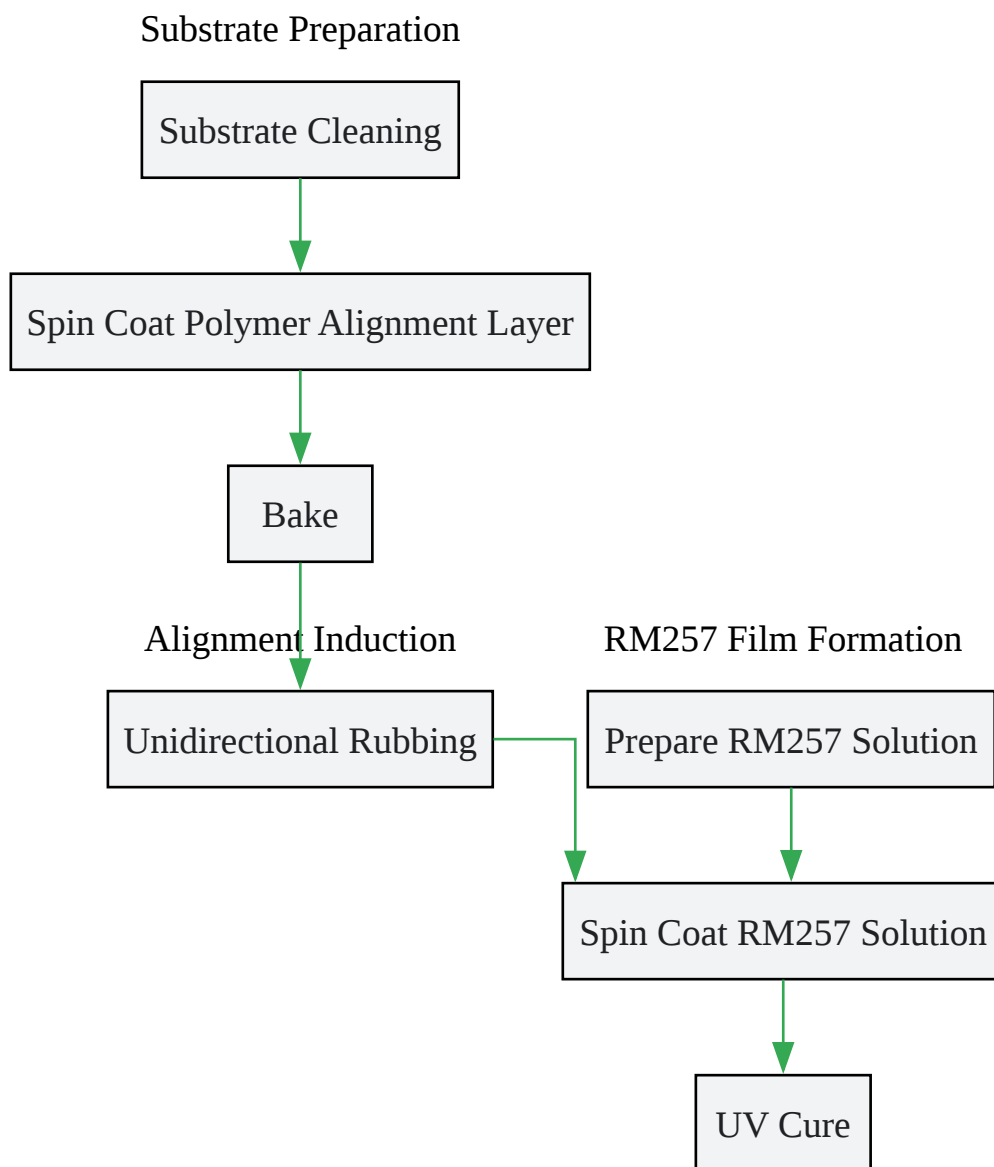 Substrate Preparation
Substrate Cleaning
Spin Coat Polymer Alignment Layer
Bake
Alignment Induction
Unidirectional Rubbing
RM257 Film Formation
Prepare RM257 Solution
Spin Coat RM257 Solution
UV Cure